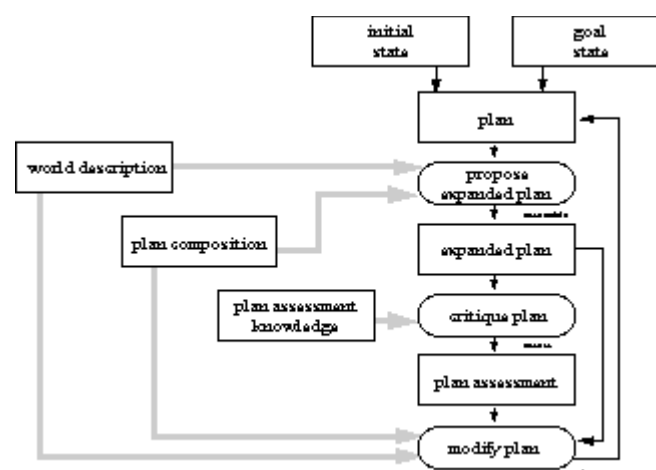 initial
state
goal
state
plan
world description
propose
expanded plan
plan composition
expanded plan
plan assessment
knowledge
critique plan
plan assessment
modify plan